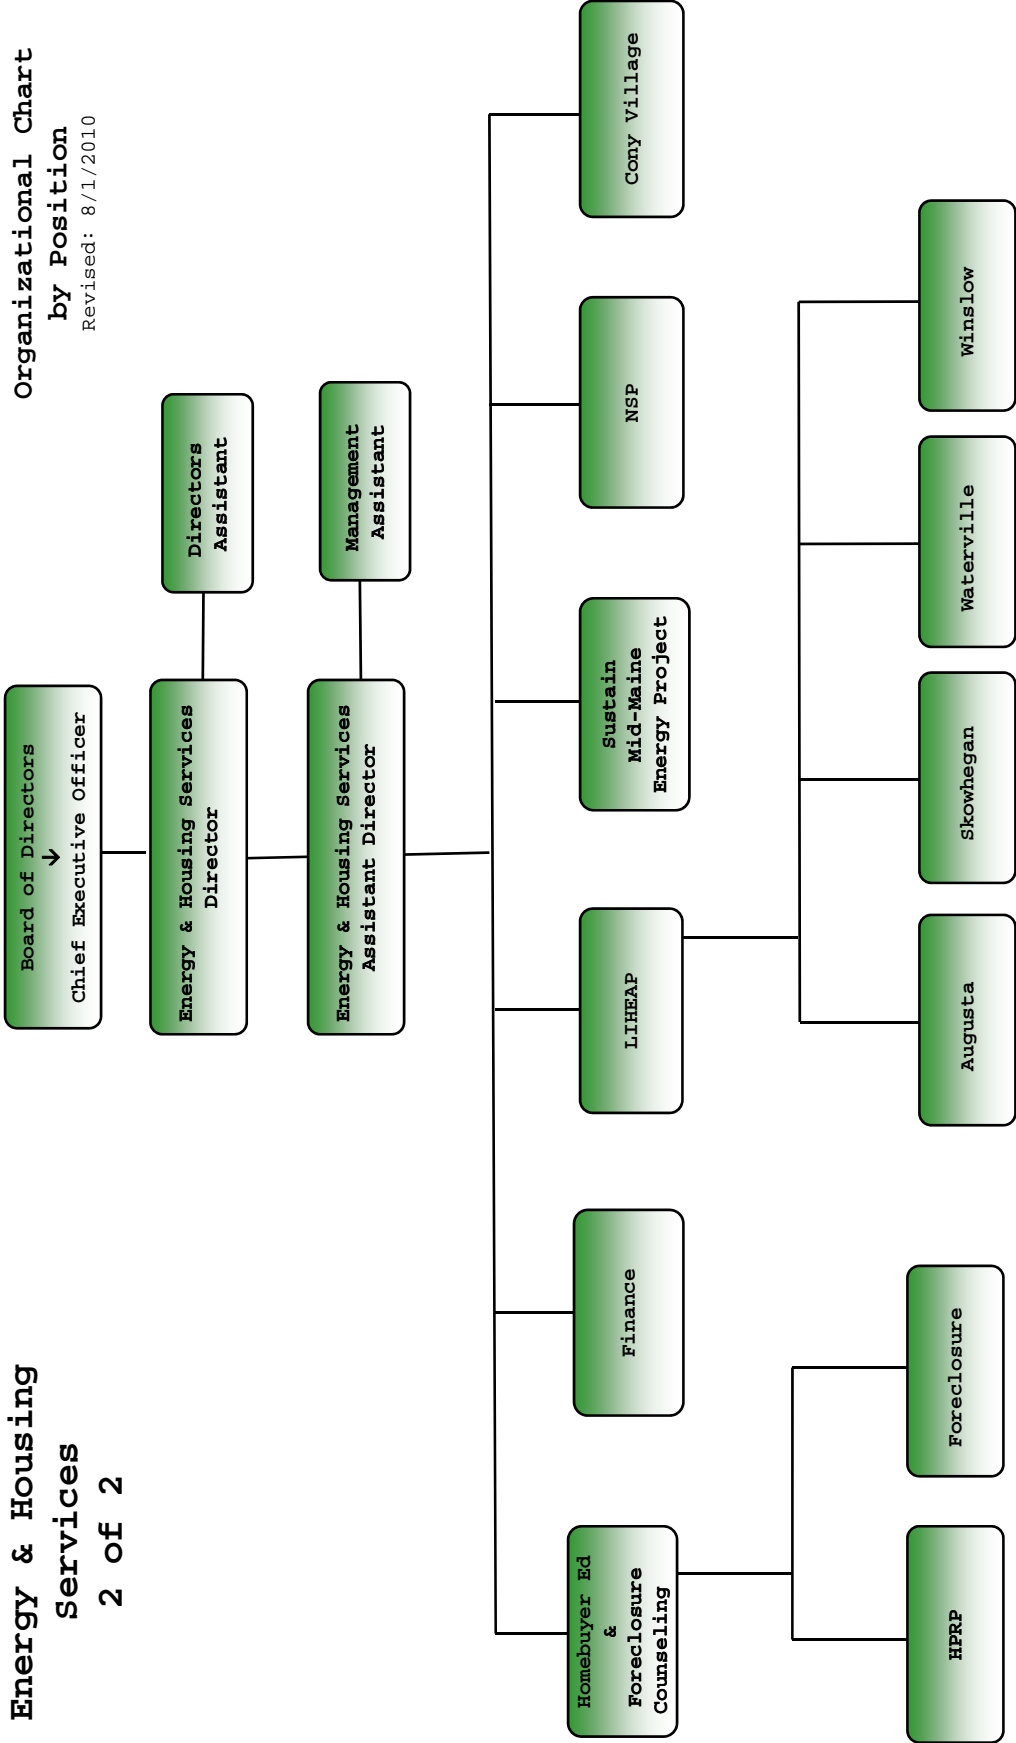 Energy & Housing
Services
2 of 2
Organizational Chart
by Position
Revised: 8/1/2010
Board of Directors
↓
Chief Executive Officer
Energy & Housing Services
Director
Directors
Assistant
Energy & Housing Services
Assistant Director
Management
Assistant
Homebuyer Ed
&
Foreclosure
Counseling
Finance
LIHEAP
Sustain
Mid-Maine
Energy Project
NSP
Cony Village
HPRP
Foreclosure
Augusta
Skowhegan
Waterville
Winslow